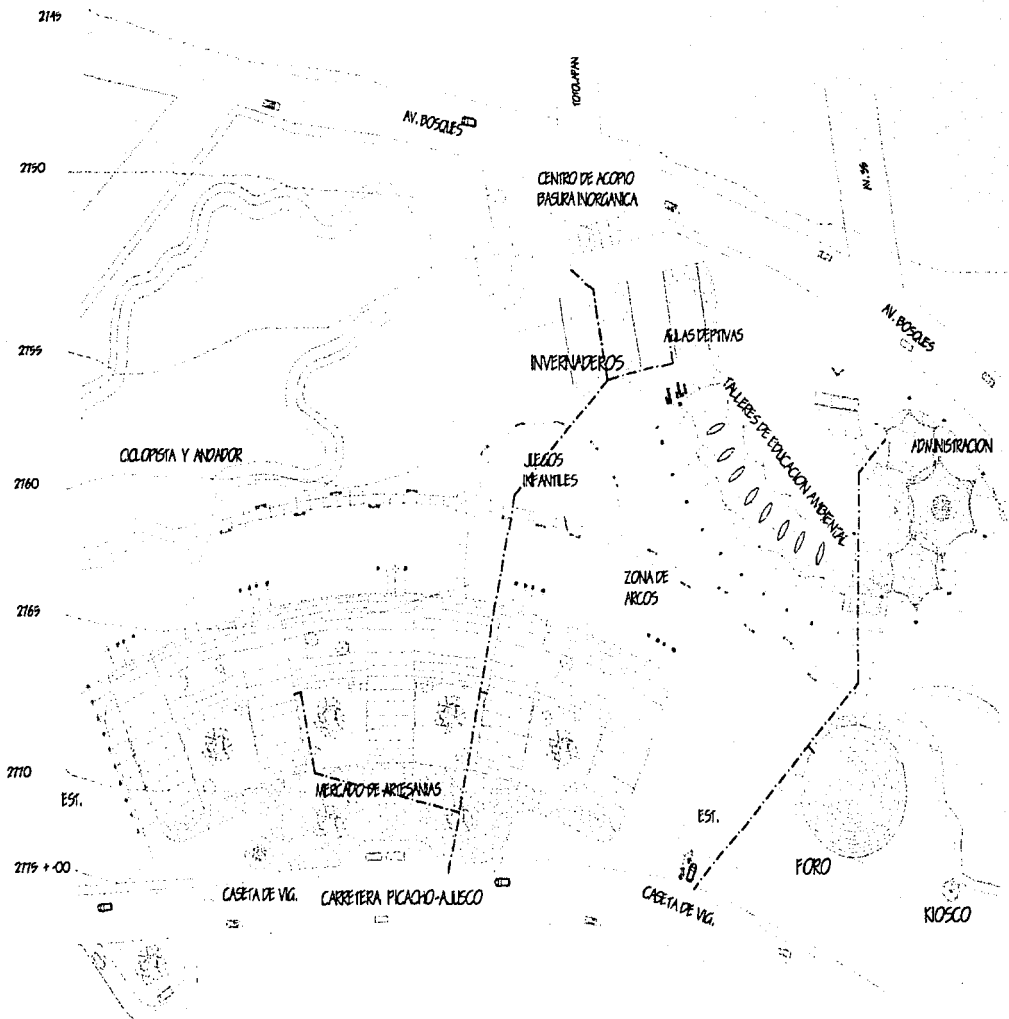 2745
TOTOLAPAN
AV. BOSQUES
2750
AV. 55
CENTRO DE ACOPIO
BASURA INORGANICA
AV. BOSQUES
2755
AULAS DEPTIVAS
INVERNADEROS
TALLERES DE EDUCACION AMBIENTAL
ADMINISTRACION
CICLOPISTA Y ANDADOR
JUEGOS
INFANTILES
2760
ZONA DE
ARCOS
2765
2770
MERCADO DE ARTESANIAS
EST.
EST.
2775 +-00
FORO
CASETA DE VIG.
CARRETERA PICACHO-AJUSCO
CASETA DE VIG.
KIOSCO